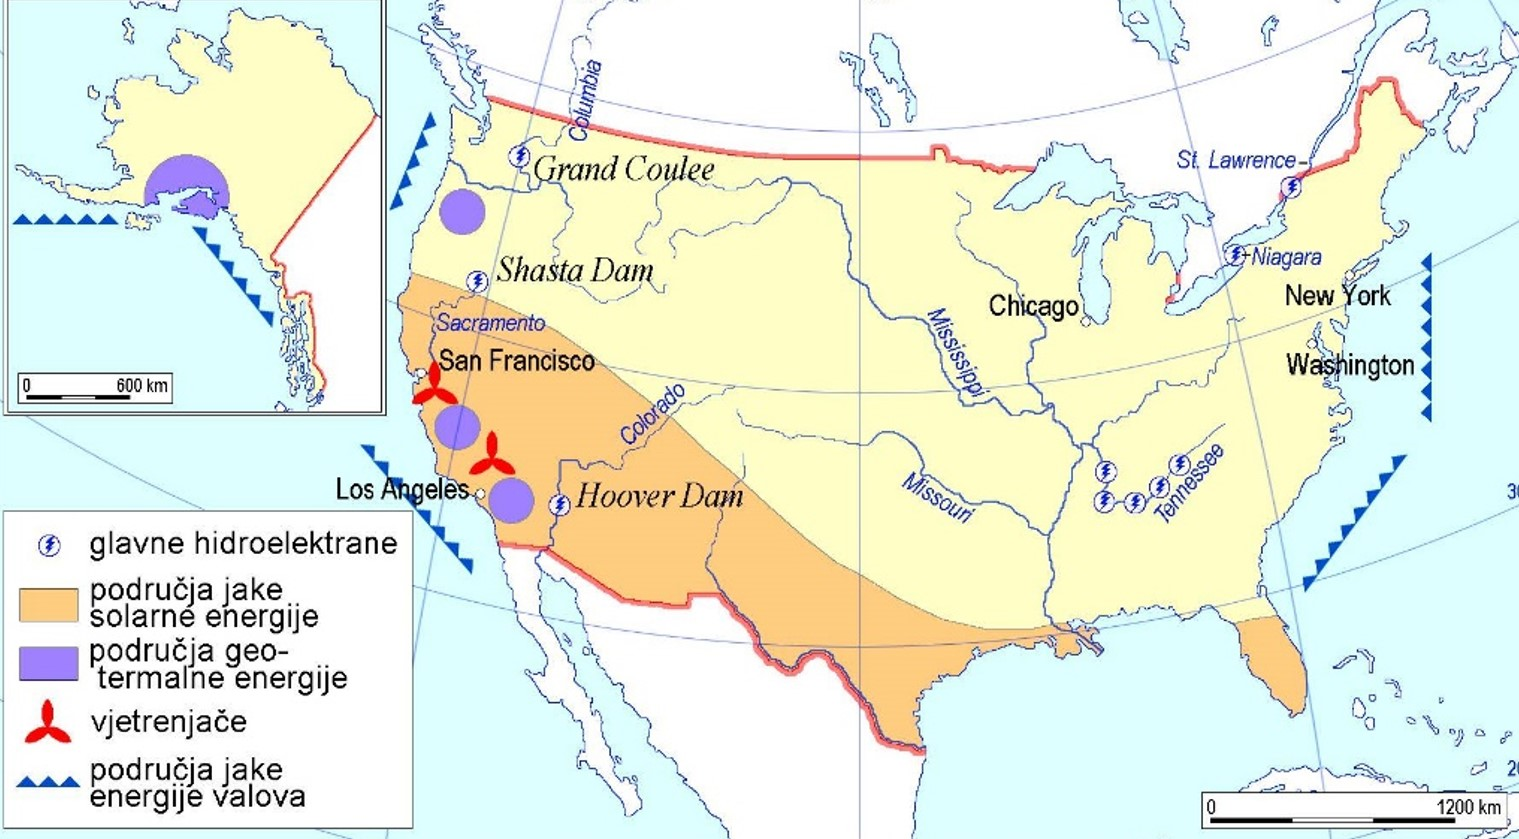 Columbia
Grand Coulee
St. Lawrence
Niagara
Shasta Dam
Sacramento
San Francisco
Chicago
New York
Washington
Mississippi
Colorado
0 600 km
Los Angeles
Hoover Dam
Missouri
Tennessee
30
glavne hidroelektrane
područja jake
solarne energije
područja geo-
termalne energije
vjetrenjače
područja jake
energije valova
0 1200 km